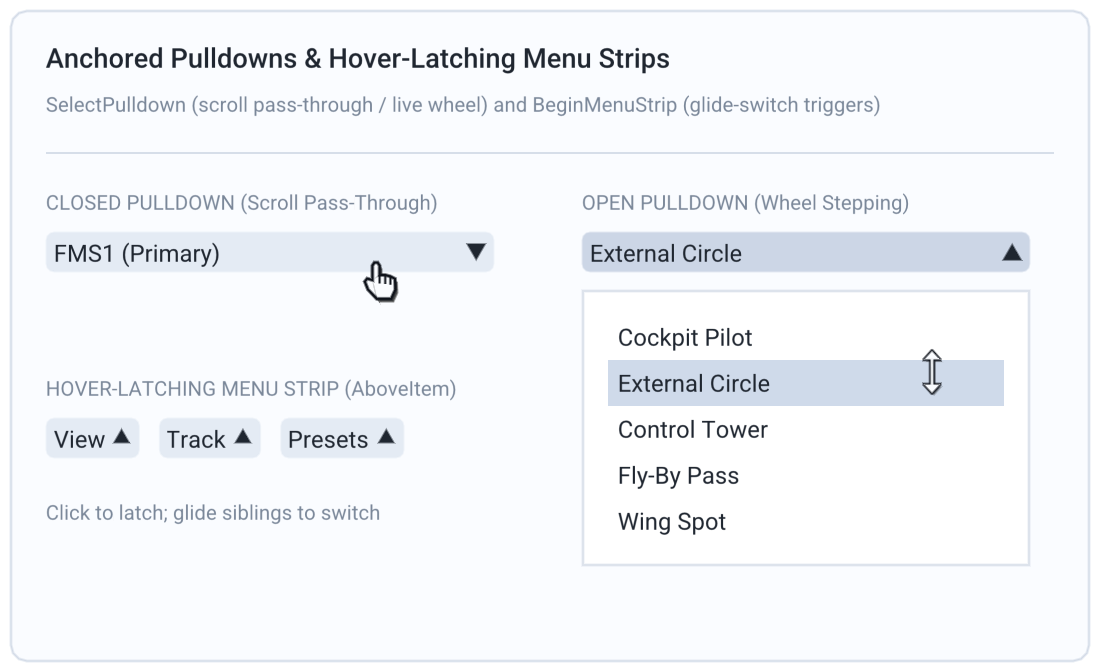 Anchored Pulldowns & Hover-Latching Menu Strips
SelectPulldown (scroll pass-through / live wheel) and BeginMenuStrip (glide-switch triggers)
CLOSED PULLDOWN (Scroll Pass-Through)
FMS1 (Primary)
HOVER-LATCHING MENU STRIP (AboveItem)
View Track Presets
Click to latch; glide siblings to switch
OPEN PULLDOWN (Wheel Stepping)
External Circle
Cockpit Pilot
External Circle
Control Tower
Fly-By Pass
Wing Spot